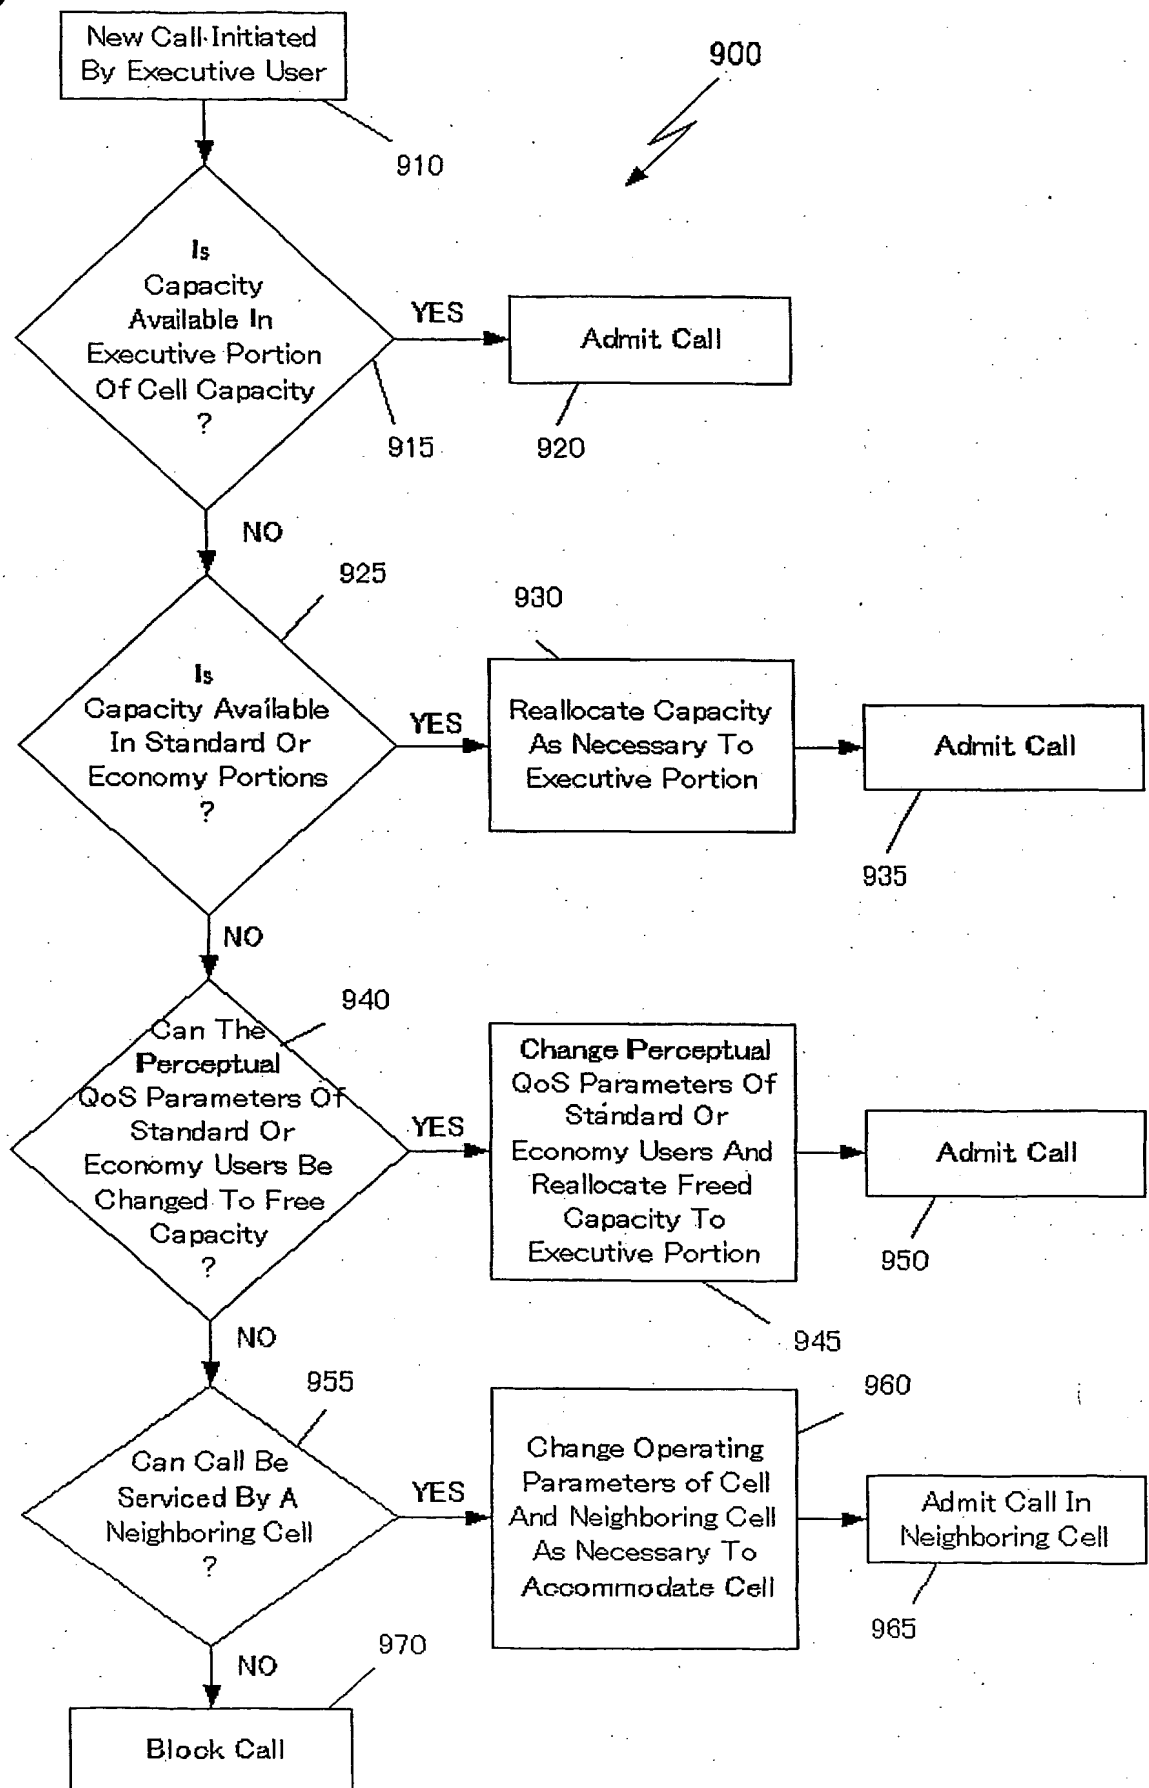 New Call Initiated
By Executive User
900
910
Is
Capacity
Available In
Executive Portion
Of Cell Capacity
?
YES
Admit Call
915
920
NO
925
930
Is
Capacity Available
In Standard Or
Economy Portions
?
YES
Reallocate Capacity
As Necessary To
Executive Portion
Admit Call
935
NO
940
Can The
Perceptual
QoS Parameters Of
Standard Or
Economy Users Be
Changed To Free
Capacity
?
YES
Change Perceptual
QoS Parameters Of
Standard Or
Economy Users And
Reallocate Freed
Capacity To
Executive Portion
Admit Call
950
945
NO
955
960
Can Call Be
Serviced By A
Neighboring Cell
?
YES
Change Operating
Parameters of Cell
And Neighboring Cell
As Necessary To
Accommodate Cell
Admit Call In
Neighboring Cell
965
NO
970
Block Call